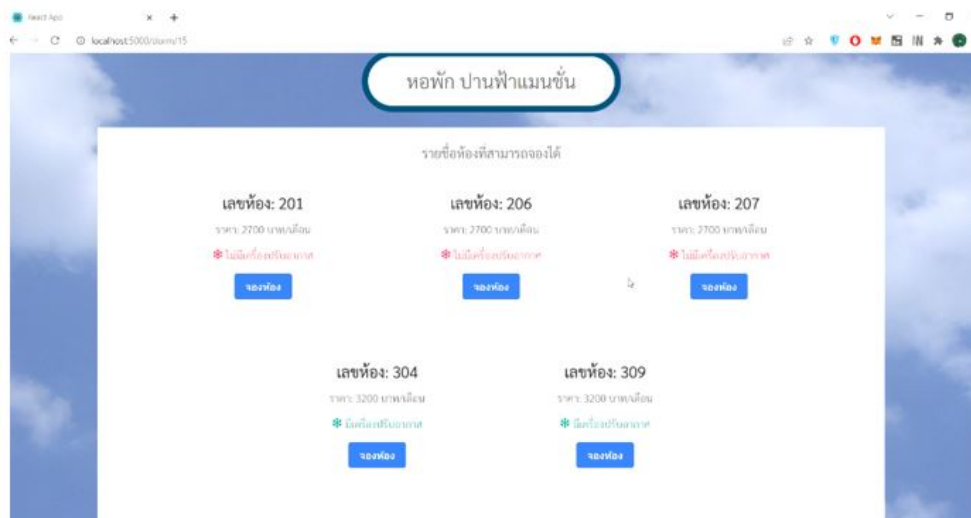 React App
localhost:5000/dorm/15
หอพัก ปานฟ้าแมนชั่น
รายชื่อห้องที่สามารถจองได้
เลขห้อง: 201
เลขห้อง: 206
เลขห้อง: 207
ราคา: 2700 บาท/เดือน
ราคา: 2700 บาท/เดือน
ราคา: 2700 บาท/เดือน
ไม่มีเครื่องปรับอากาศ
ไม่มีเครื่องปรับอากาศ
ไม่มีเครื่องปรับอากาศ
จองห้อง
จองห้อง
จองห้อง
เลขห้อง: 304
เลขห้อง: 309
ราคา: 3200 บาท/เดือน
ราคา: 3200 บาท/เดือน
มีเครื่องปรับอากาศ
มีเครื่องปรับอากาศ
จองห้อง
จองห้อง